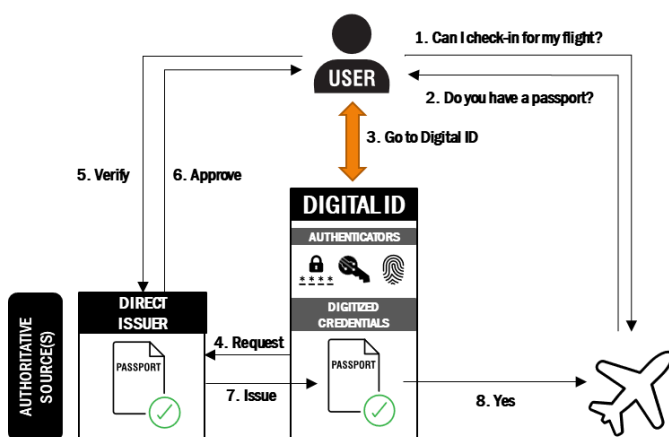 1. Can I check-in for my flight?
USER
2. Do you have a passport?
3. Go to Digital ID
5. Verify
6. Approve
DIGITAL ID
AUTHENTICATORS
****
AUTHORITATIVE
SOURCE(S)
DIRECT
ISSUER
DIGITIZED
CREDENTIALS
4. Request
PASSPORT
PASSPORT
7. Issue
8. Yes